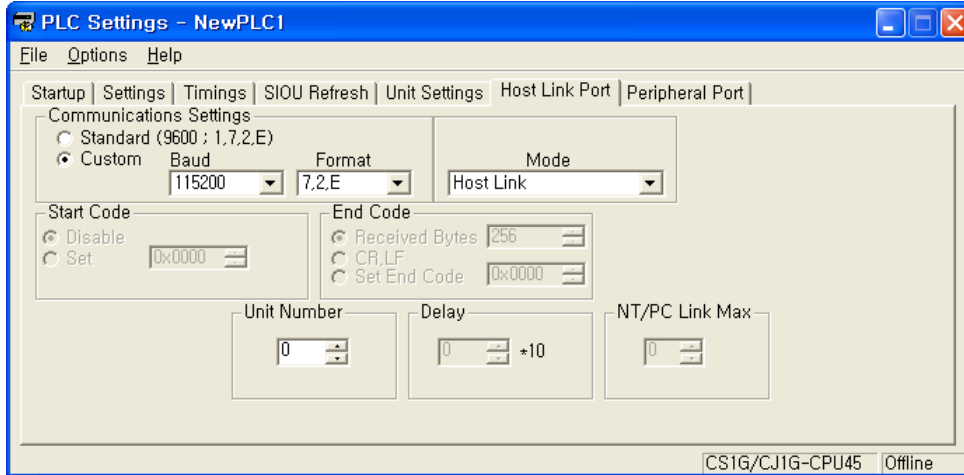 PLC Settings - NewPLC1
File Options Help
Startup Settings Timings SIOU Refresh Unit Settings Host Link Port Peripheral Port
Communications Settings
Standard (9600 ; 1,7,2,E)
Custom Baud Format Mode
115200 7,2,E Host Link
Start Code End Code
Disable Received Bytes 256
Set 0x0000 CR,LF
Set End Code 0x0000
Unit Number Delay NT/PC Link Max
0 0 *10 0
CS1G/CJ1G-CPU45 Offline